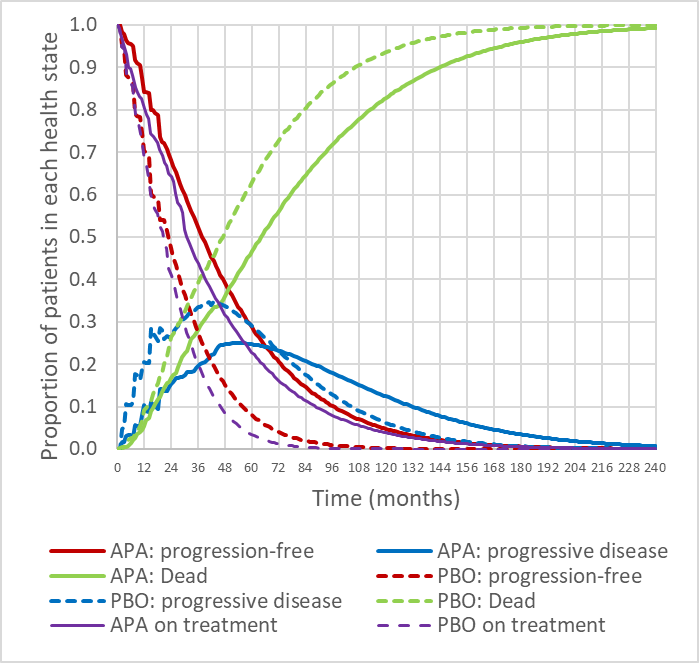 Proportion of patients in each health state
1.0
0.9
0.8
0.7
0.6
0.5
0.4
0.3
0.2
0.1
0.0
0 12 24 36 48 60 72 84 96 108 120 132 144 156 168 180 192 204 216 228 240
Time (months)
APA: progression-free APA: progressive disease
APA: Dead PBO: progression-free
PBO: progressive disease PBO: Dead
APA on treatment PBO on treatment